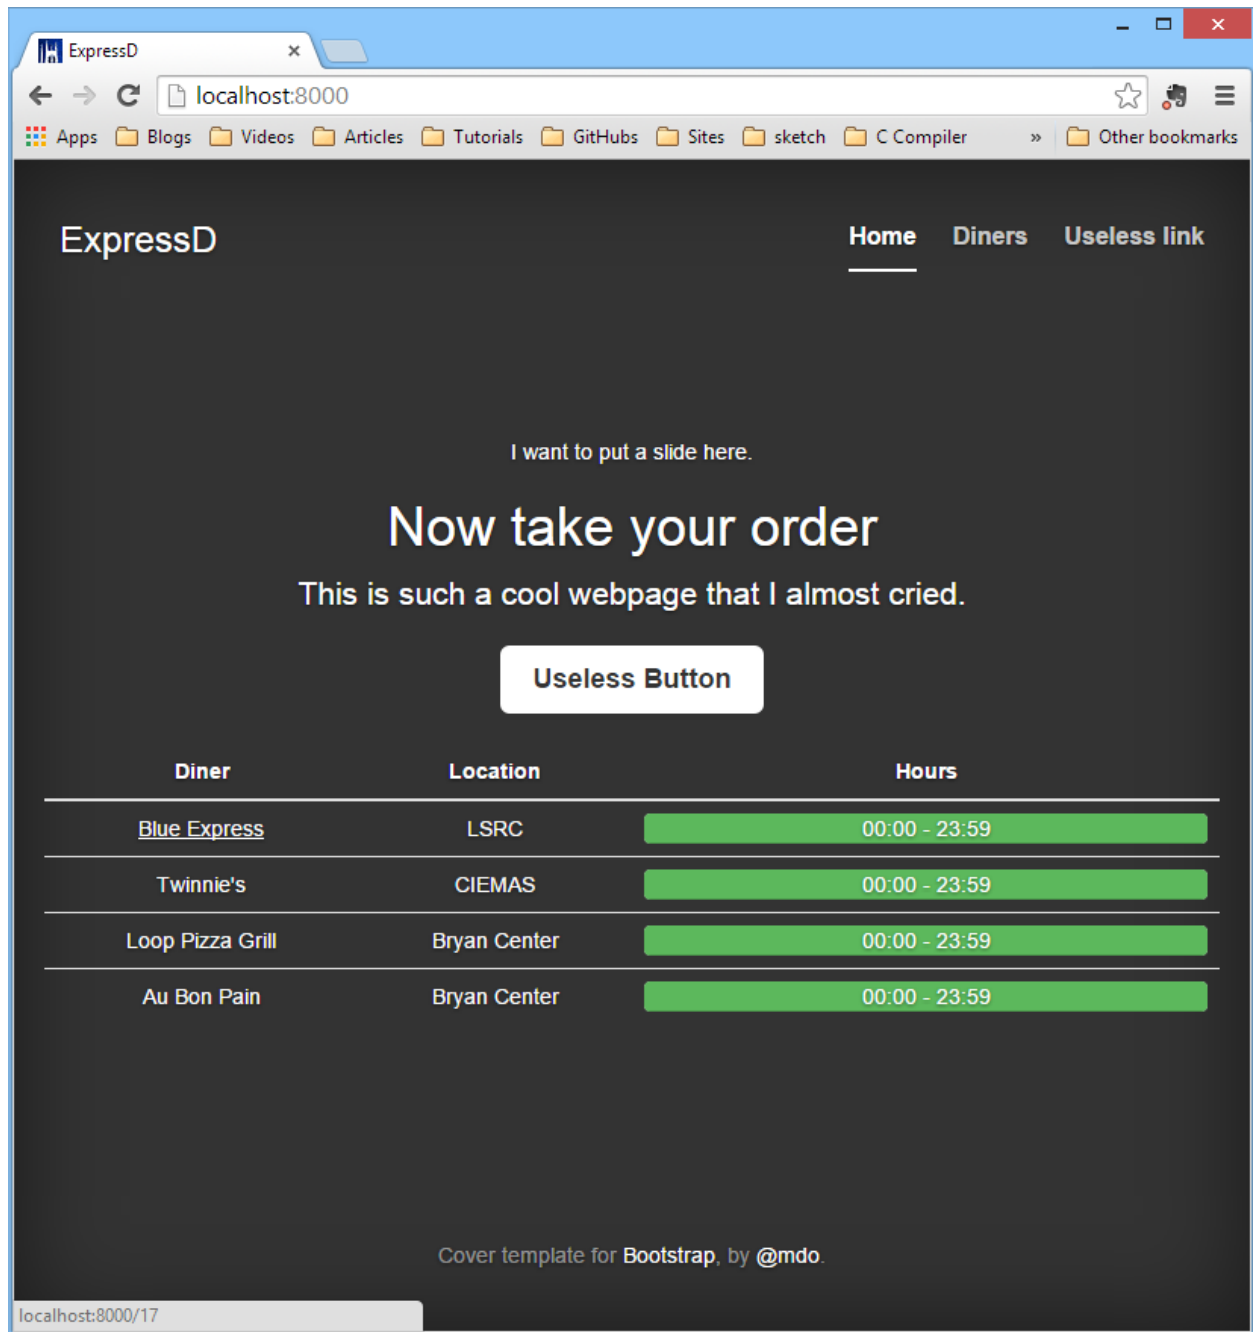 ExpressD
localhost:8000
Apps Blogs Videos Articles Tutorials GitHubs Sites sketch C Compiler » Other bookmarks
ExpressD Home Diners Useless link
I want to put a slide here.
Now take your order
This is such a cool webpage that I almost cried.
Useless Button
Diner Location Hours
Blue Express LSRC 00:00 - 23:59
Twinnie's CIEMAS 00:00 - 23:59
Loop Pizza Grill Bryan Center 00:00 - 23:59
Au Bon Pain Bryan Center 00:00 - 23:59
Cover template for Bootstrap, by @mdo.
localhost:8000/17